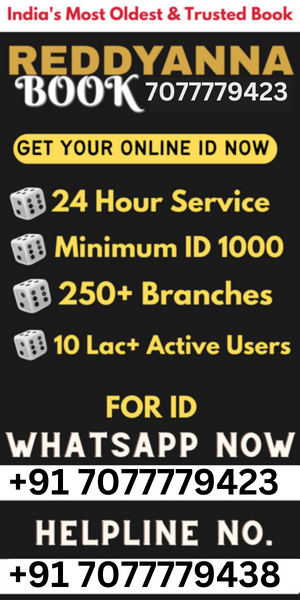 India's Most Oldest & Trusted Book
REDDYANNA
BOOK 7077779423
GET YOUR ONLINE ID NOW
24 Hour Service
Minimum ID 1000
250+ Branches
10 Lac+ Active Users
FOR ID
WHATSAPP NOW
+91 7077779423
HELPLINE NO.
+91 7077779438